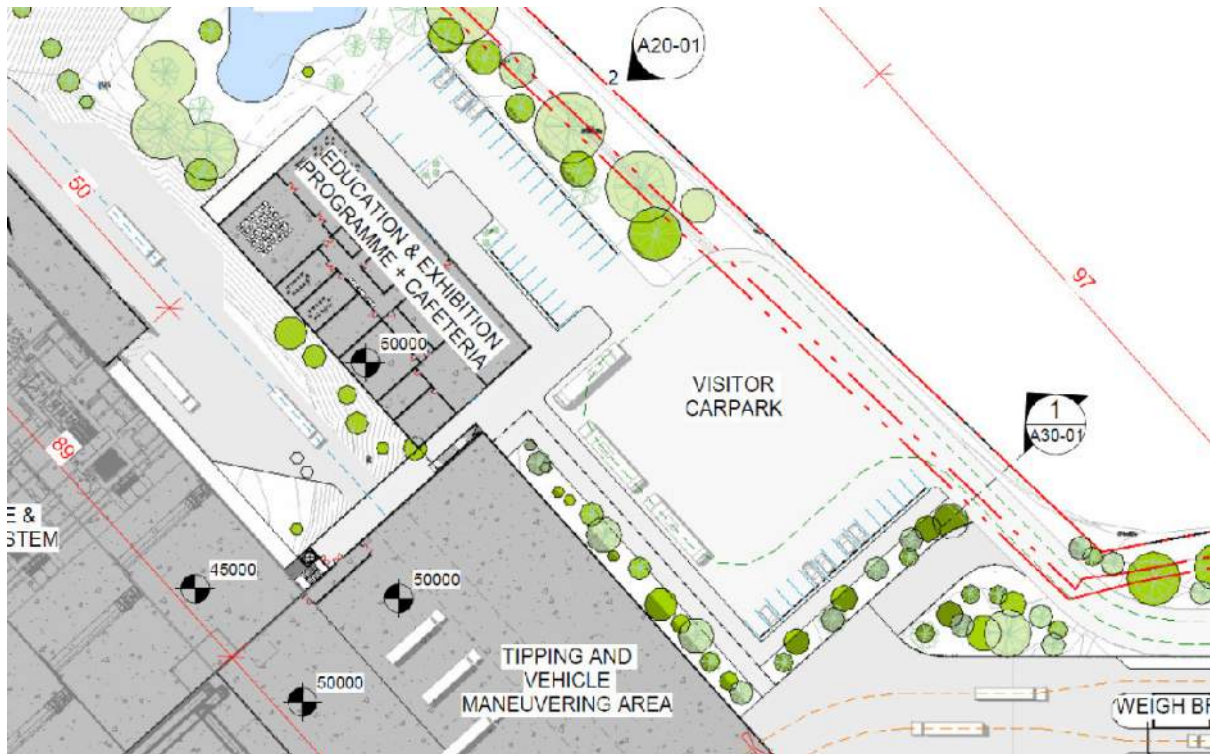 A20-01
2
50
EDUCATION & EXHIBITION
PROGRAMME + CAFETERIA
97
50000
VISITOR
CARPARK
1
A30-01
89
E &
STEM
45000
50000
TIPPING AND
VEHICLE
MANEUVERING AREA
50000
WEIGH BR